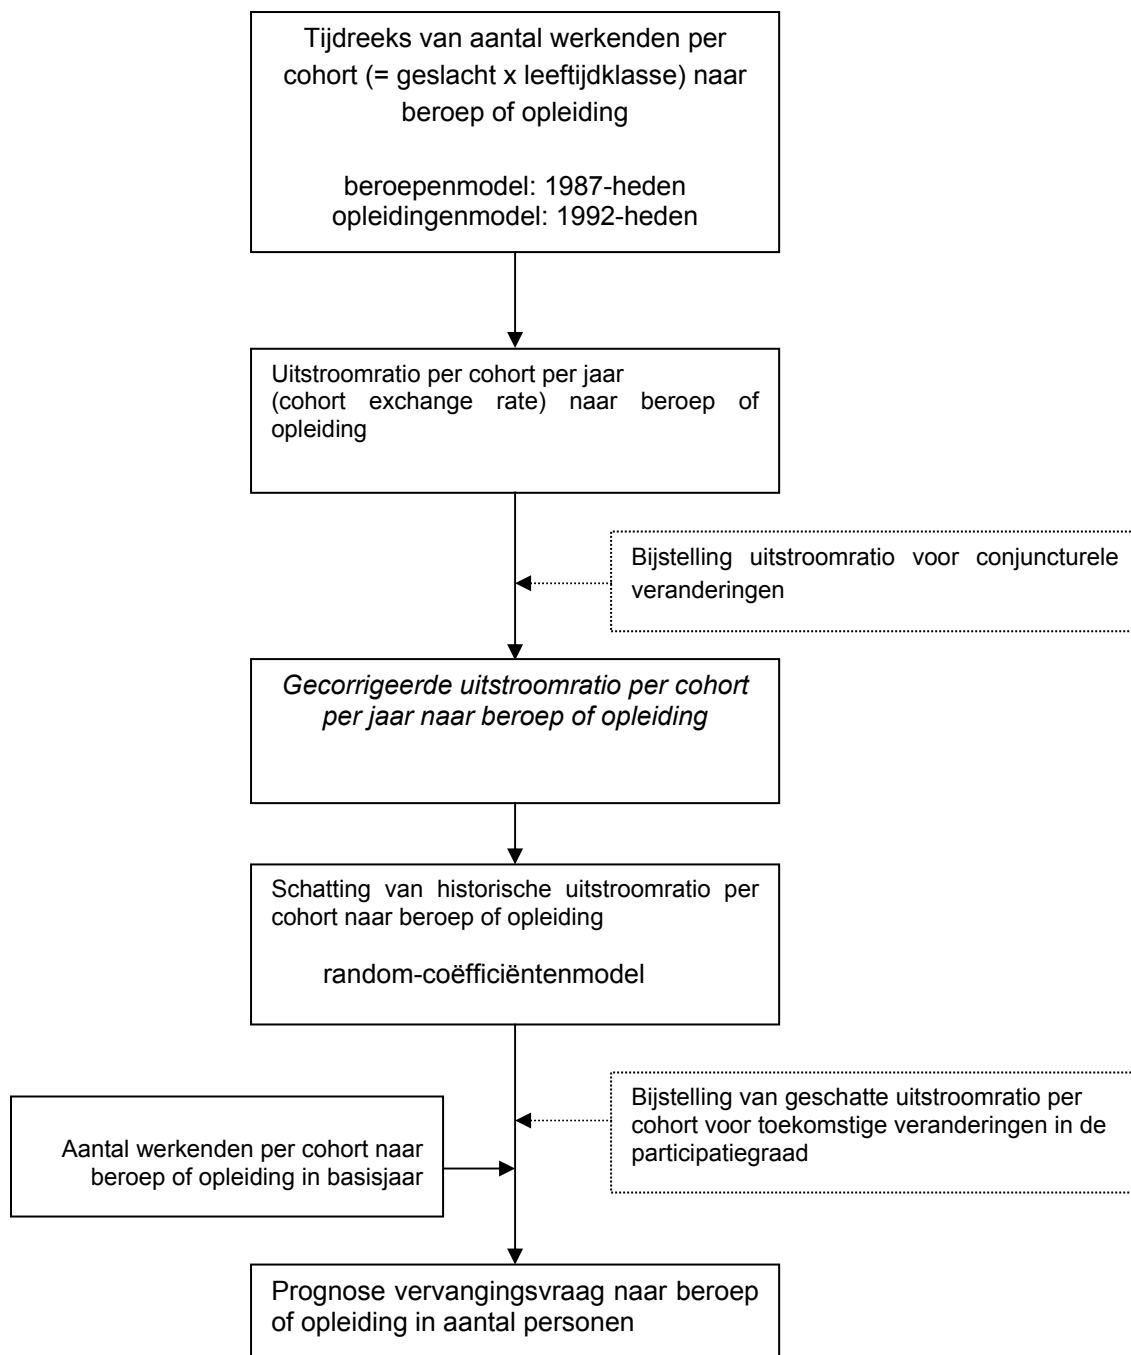 Tijdreeks van aantal werkenden per
cohort (= geslacht x leeftijdklasse) naar
beroep of opleiding
beroepenmodel: 1987-heden
opleidingenmodel: 1992-heden
Uitstroomratio per cohort per jaar
(cohort exchange rate) naar beroep of
opleiding
Bijstelling uitstroomratio voor conjuncturele
veranderingen
Gecorrigeerde uitstroomratio per cohort
per jaar naar beroep of opleiding
Schatting van historische uitstroomratio per
cohort naar beroep of opleiding
random-coëfficiëntenmodel
Bijstelling van geschatte uitstroomratio per
cohort voor toekomstige veranderingen in de
participatiegraad
Aantal werkenden per cohort naar
beroep of opleiding in basisjaar
Prognose vervangingsvraag naar beroep
of opleiding in aantal personen